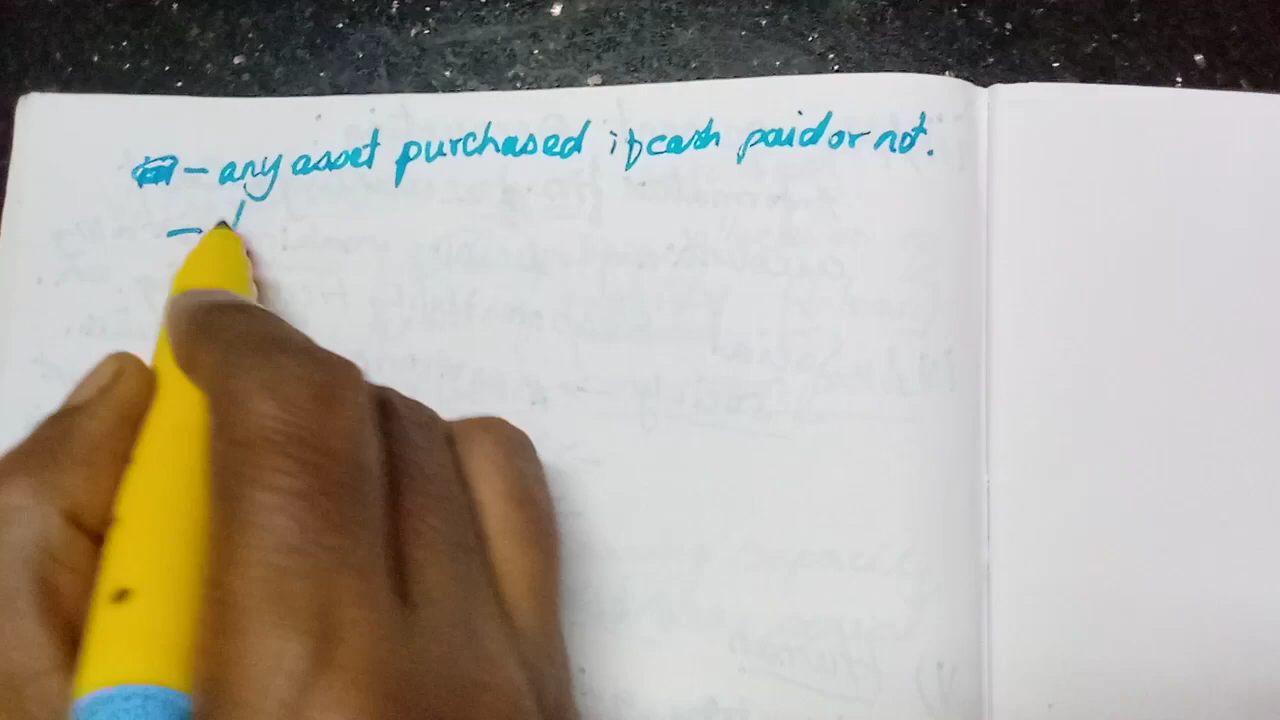 - any asset purchased if cash paid or not.
-